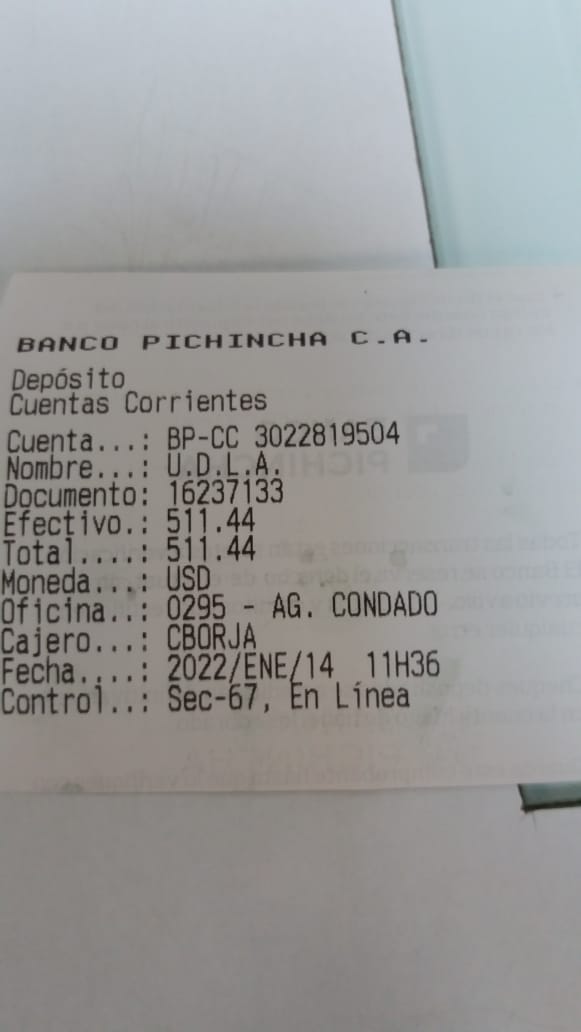 BANCO PICHINCHA C.A.
Depósito
Cuentas Corrientes
Cuenta...: BP-CC 3022819504
Nombre...: U.D.L.A.
Documento: 16237133
Efectivo.: 511.44
Total....: 511.44
Moneda...: USD
Oficina..: 0295 - AG. CONDADO
Cajero...: CBORJA
Fecha....: 2022/ENE/14 11H36
Control..: Sec-67, En Línea